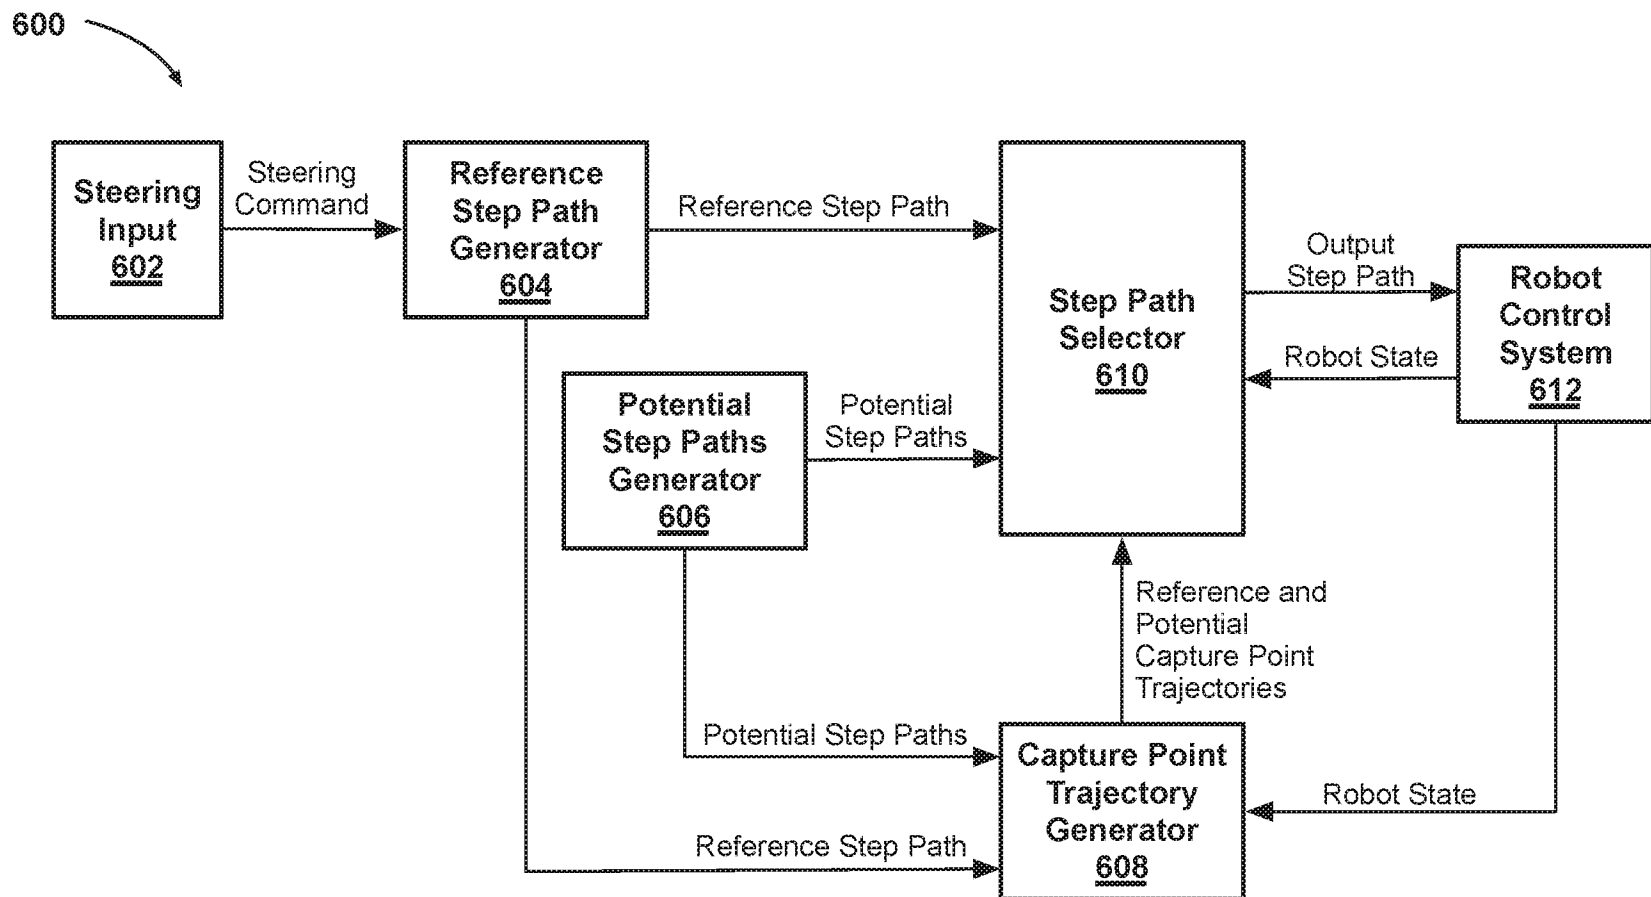 600
Steering
Input
602
Steering
Command
Reference
Step Path
Generator
604
Reference Step Path
Step Path
Selector
610
Output
Step Path
Robot State
Robot
Control
System
612
Potential
Step Paths
Generator
606
Potential
Step Paths
Reference and
Potential
Capture Point
Trajectories
Potential Step Paths
Reference Step Path
Capture Point
Trajectory
Generator
608
Robot State